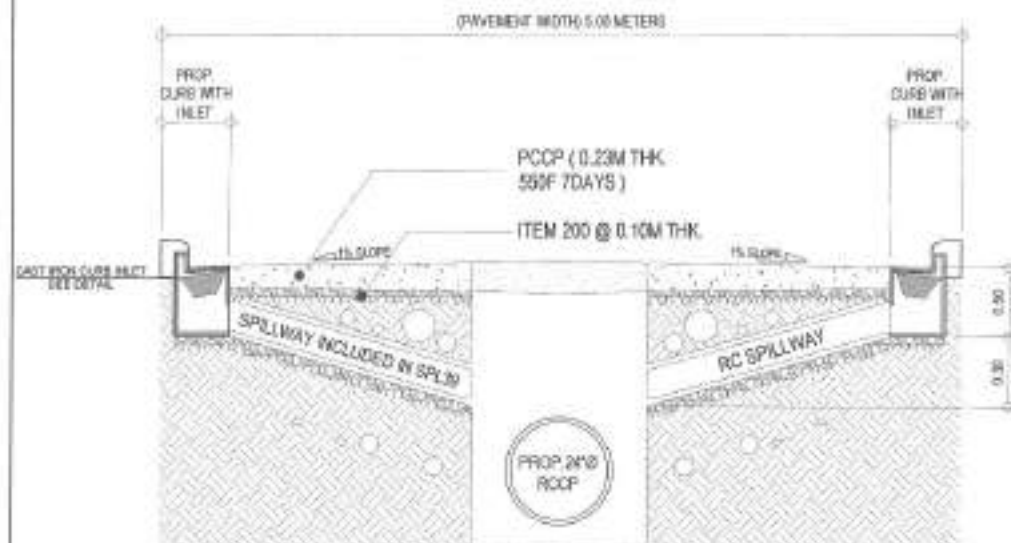 (PAVEMENT WIDTH) 5.00 METERS
PROP.
CURB WITH
INLET
PROP.
CURB WITH
INLET
PCCP ( 0.23M THK.
550F 7DAYS )
ITEM 200 @ 0.10M THK.
1% SLOPE
1% SLOPE
CAST IRON CURB INLET
SEE DETAIL
SPILLWAY INCLUDED IN
RC SPILLWAY
0.50
0.30
PROP. 24"Ø
RCCP